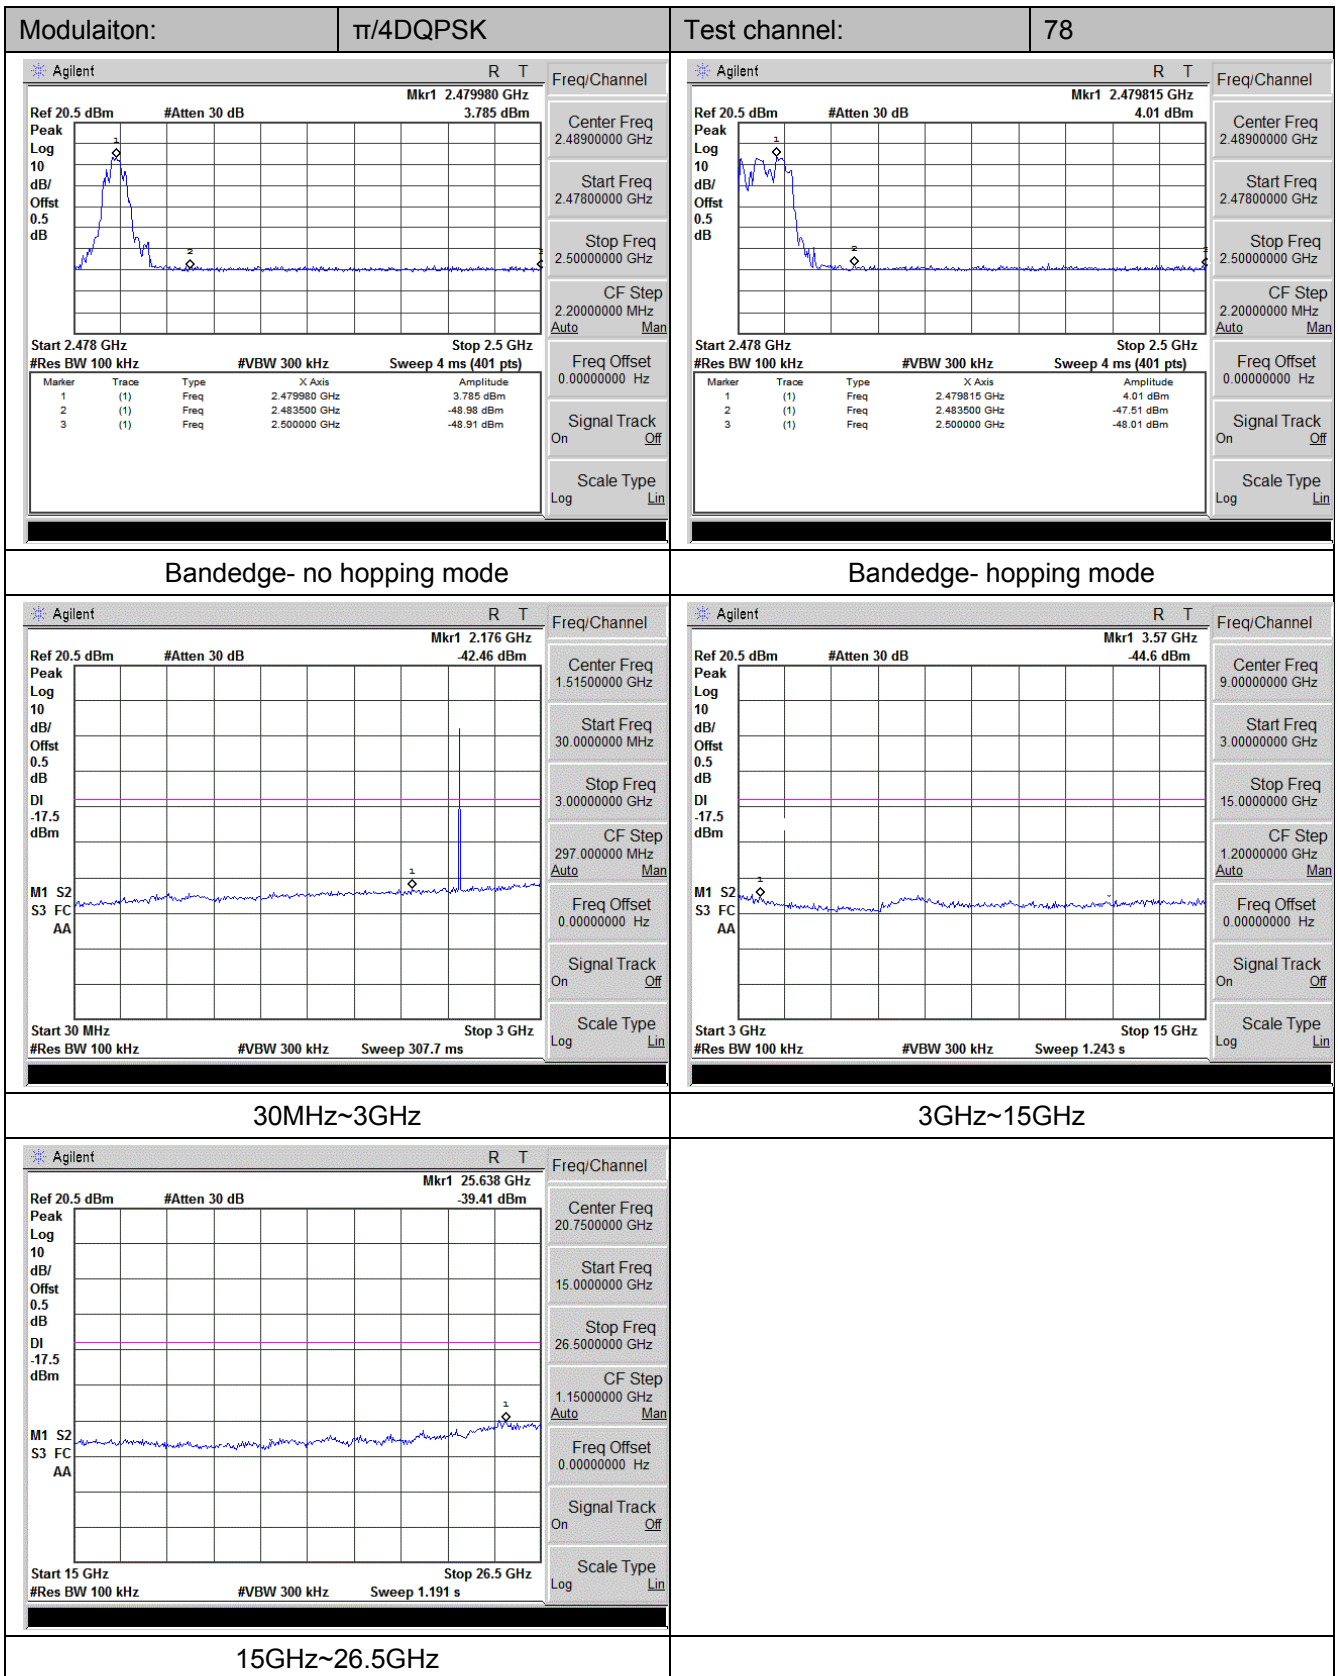 Modulaiton: π/4DQPSK Test channel: 78
Agilent R T Freq/Channel
Mkr1 2.479980 GHz
Ref 20.5 dBm #Atten 30 dB 3.785 dBm
Peak
Log
10
dB/
Offst
0.5
dB
1
2
Start 2.478 GHz Stop 2.5 GHz
#Res BW 100 kHz #VBW 300 kHz Sweep 4 ms (401 pts)
Marker Trace Type X Axis Amplitude
1 (1) Freq 2.479980 GHz 3.785 dBm
2 (1) Freq 2.483500 GHz -48.98 dBm
3 (1) Freq 2.500000 GHz -48.91 dBm
Center Freq
2.48900000 GHz
Start Freq
2.47800000 GHz
Stop Freq
2.50000000 GHz
CF Step
2.20000000 MHz
Auto Man
Freq Offset
0.00000000 Hz
Signal Track
On Off
Scale Type
Log Lin
Agilent R T Freq/Channel
Mkr1 2.479815 GHz
Ref 20.5 dBm #Atten 30 dB 4.01 dBm
Peak
Log
10
dB/
Offst
0.5
dB
1
2
Start 2.478 GHz Stop 2.5 GHz
#Res BW 100 kHz #VBW 300 kHz Sweep 4 ms (401 pts)
Marker Trace Type X Axis Amplitude
1 (1) Freq 2.479815 GHz 4.01 dBm
2 (1) Freq 2.483500 GHz -47.51 dBm
3 (1) Freq 2.500000 GHz -48.01 dBm
Center Freq
2.48900000 GHz
Start Freq
2.47800000 GHz
Stop Freq
2.50000000 GHz
CF Step
2.20000000 MHz
Auto Man
Freq Offset
0.00000000 Hz
Signal Track
On Off
Scale Type
Log Lin
Bandedge- no hopping mode Bandedge- hopping mode
Agilent R T Freq/Channel
Mkr1 2.176 GHz
Ref 20.5 dBm #Atten 30 dB -42.46 dBm
Peak
Log
10
dB/
Offst
0.5
dB
DI
-17.5
dBm
1
M1 S2
S3 FC
AA
Start 30 MHz Stop 3 GHz
#Res BW 100 kHz #VBW 300 kHz Sweep 307.7 ms
Center Freq
1.51500000 GHz
Start Freq
30.0000000 MHz
Stop Freq
3.00000000 GHz
CF Step
297.000000 MHz
Auto Man
Freq Offset
0.00000000 Hz
Signal Track
On Off
Scale Type
Log Lin
Agilent R T Freq/Channel
Mkr1 3.57 GHz
Ref 20.5 dBm #Atten 30 dB -44.6 dBm
Peak
Log
10
dB/
Offst
0.5
dB
DI
-17.5
dBm
1
M1 S2
S3 FC
AA
Start 3 GHz Stop 15 GHz
#Res BW 100 kHz #VBW 300 kHz Sweep 1.243 s
Center Freq
9.00000000 GHz
Start Freq
3.00000000 GHz
Stop Freq
15.0000000 GHz
CF Step
1.20000000 GHz
Auto Man
Freq Offset
0.00000000 Hz
Signal Track
On Off
Scale Type
Log Lin
30MHz~3GHz 3GHz~15GHz
Agilent R T Freq/Channel
Mkr1 25.638 GHz
Ref 20.5 dBm #Atten 30 dB -39.41 dBm
Peak
Log
10
dB/
Offst
0.5
dB
DI
-17.5
dBm
1
M1 S2
S3 FC
AA
Start 15 GHz Stop 26.5 GHz
#Res BW 100 kHz #VBW 300 kHz Sweep 1.191 s
Center Freq
20.7500000 GHz
Start Freq
15.0000000 GHz
Stop Freq
26.5000000 GHz
CF Step
1.15000000 GHz
Auto Man
Freq Offset
0.00000000 Hz
Signal Track
On Off
Scale Type
Log Lin
15GHz~26.5GHz